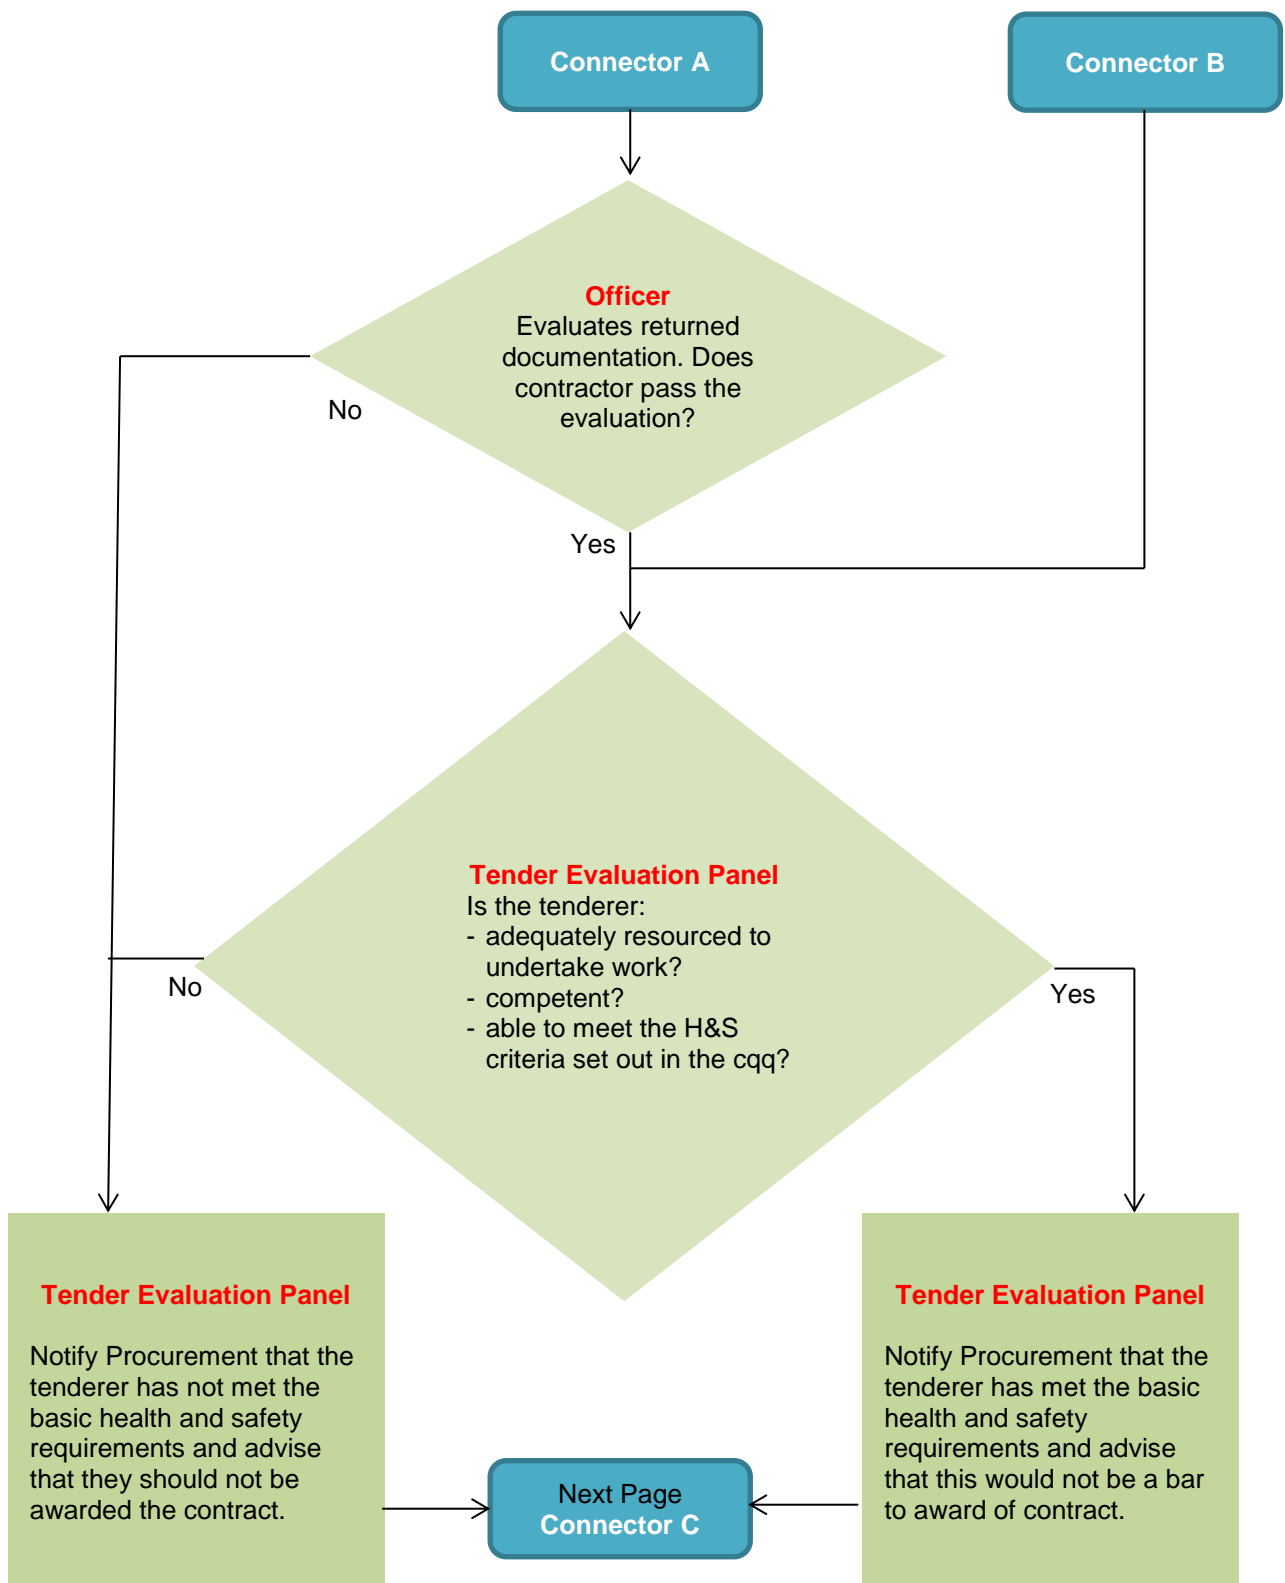 Connector A
Connector B
Officer
Evaluates returned
documentation. Does
contractor pass the
evaluation?
No
Yes
Tender Evaluation Panel
Is the tenderer:
- adequately resourced to
undertake work?
- competent?
- able to meet the H&S
criteria set out in the cqq?
No
Yes
Tender Evaluation Panel
Notify Procurement that the
tenderer has not met the
basic health and safety
requirements and advise
that they should not be
awarded the contract.
Tender Evaluation Panel
Notify Procurement that the
tenderer has met the basic
health and safety
requirements and advise
that this would not be a bar
to award of contract.
Next Page
Connector C